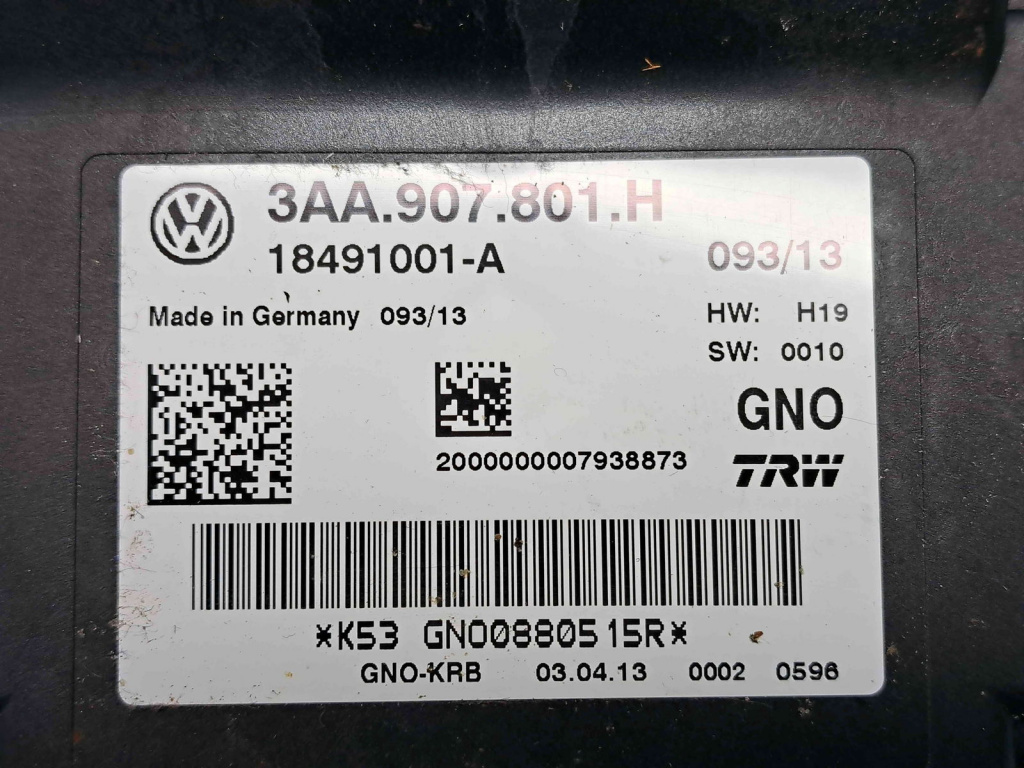 3AA.907.801.H
18491001-A 093/13
Made in Germany 093/13
HW: H19
SW: 0010
GNO
2000000007938873
TRW
*K53 GNO0880515R*
GNO-KRB 03.04.13 0002 0596